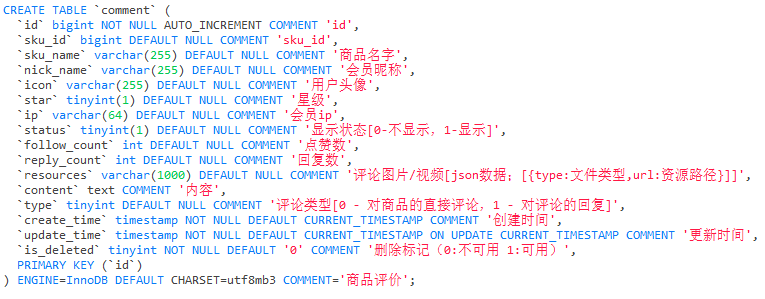 CREATE TABLE `comment` (
`id` bigint NOT NULL AUTO_INCREMENT COMMENT 'id',
`sku_id` bigint DEFAULT NULL COMMENT 'sku_id',
`sku_name` varchar(255) DEFAULT NULL COMMENT '商品名字',
`nick_name` varchar(255) DEFAULT NULL COMMENT '会员昵称',
`icon` varchar(255) DEFAULT NULL COMMENT '用户头像',
`star` tinyint(1) DEFAULT NULL COMMENT '星级',
`ip` varchar(64) DEFAULT NULL COMMENT '会员ip',
`status` tinyint(1) DEFAULT NULL COMMENT '显示状态[0-不显示，1-显示]',
`follow_count` int DEFAULT NULL COMMENT '点赞数',
`reply_count` int DEFAULT NULL COMMENT '回复数',
`resources` varchar(1000) DEFAULT NULL COMMENT '评论图片/视频[json数据；[{type:文件类型,url:资源路径}]]',
`content` text COMMENT '内容',
`type` tinyint DEFAULT NULL COMMENT '评论类型[0 - 对商品的直接评论，1 - 对评论的回复]',
`create_time` timestamp NOT NULL DEFAULT CURRENT_TIMESTAMP COMMENT '创建时间',
`update_time` timestamp NOT NULL DEFAULT CURRENT_TIMESTAMP ON UPDATE CURRENT_TIMESTAMP COMMENT '更新时间',
`is_deleted` tinyint NOT NULL DEFAULT '0' COMMENT '删除标记（0:不可用 1:可用）',
PRIMARY KEY (`id`)
) ENGINE=InnoDB DEFAULT CHARSET=utf8mb3 COMMENT='商品评价';